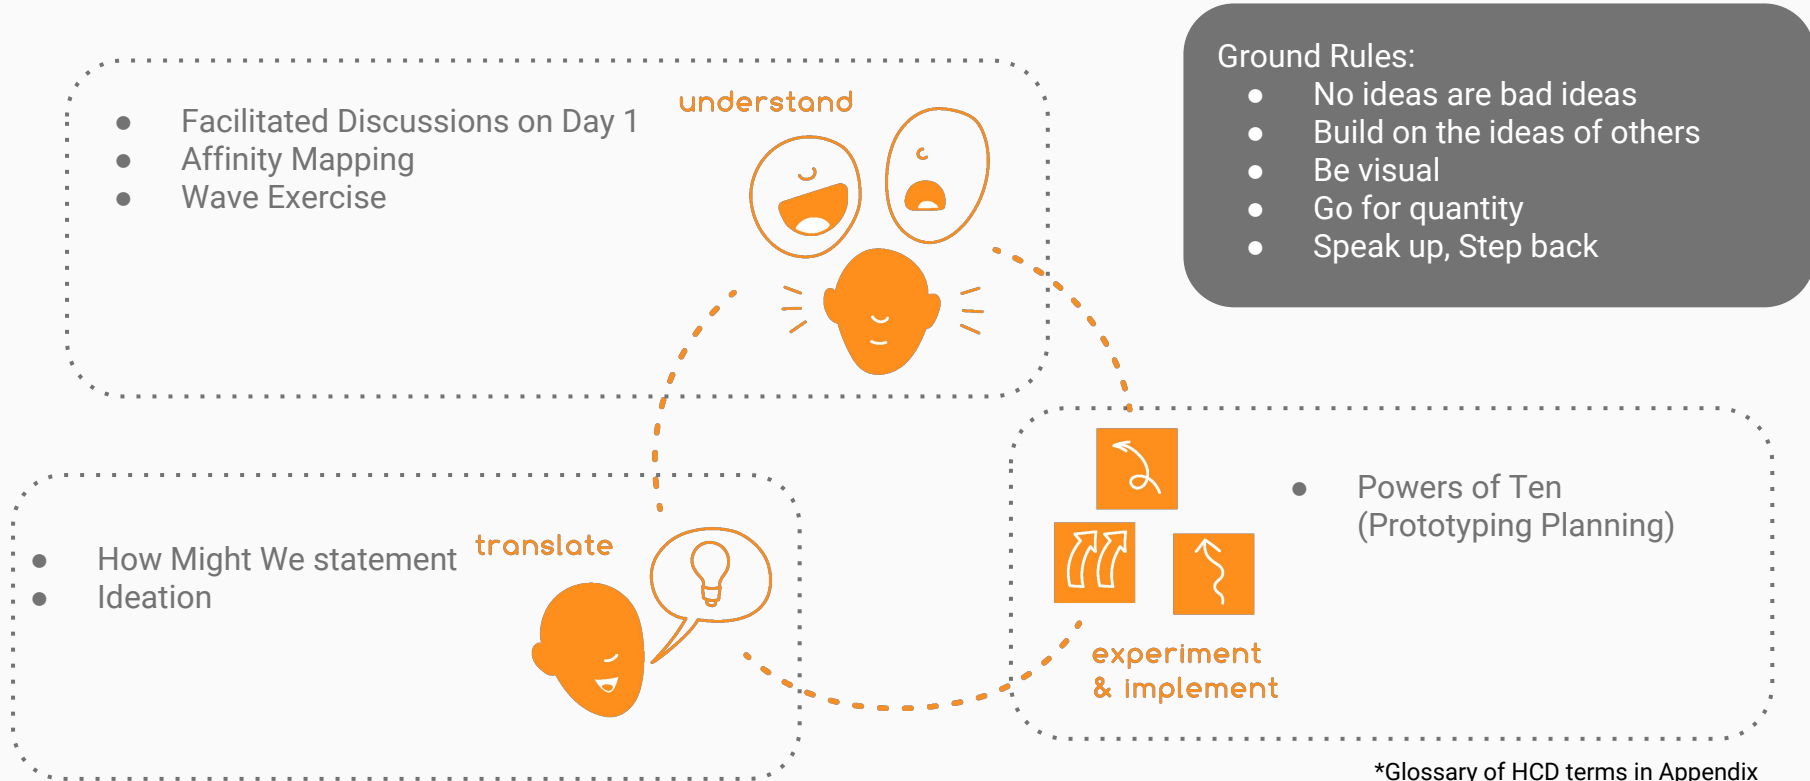 understand
● Facilitated Discussions on Day 1
● Affinity Mapping
● Wave Exercise
Ground Rules:
● No ideas are bad ideas
● Build on the ideas of others
● Be visual
● Go for quantity
● Speak up, Step back
translate
● How Might We statement
● Ideation
● Powers of Ten
(Prototyping Planning)
experiment
& implement
*Glossary of HCD terms in Appendix